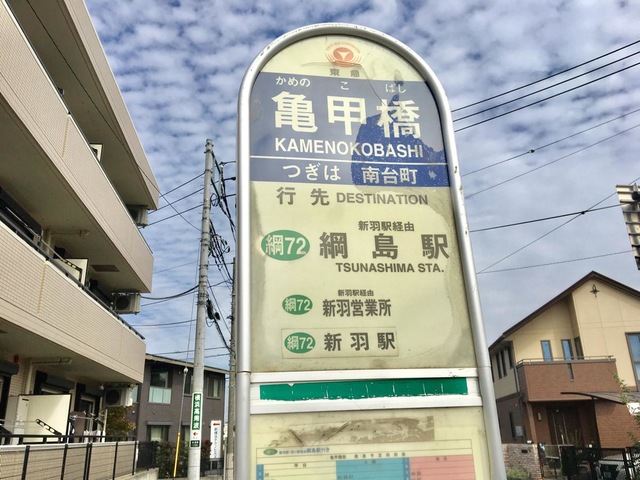 東急
かめの こ ばし
亀甲橋
KAMENOKOBASHI
つぎは 南台町
行先 DESTINATION
新羽駅経由
綱72 綱島駅
TSUNASHIMA STA.
新羽駅経由
綱72 新羽営業所
綱72 新羽駅